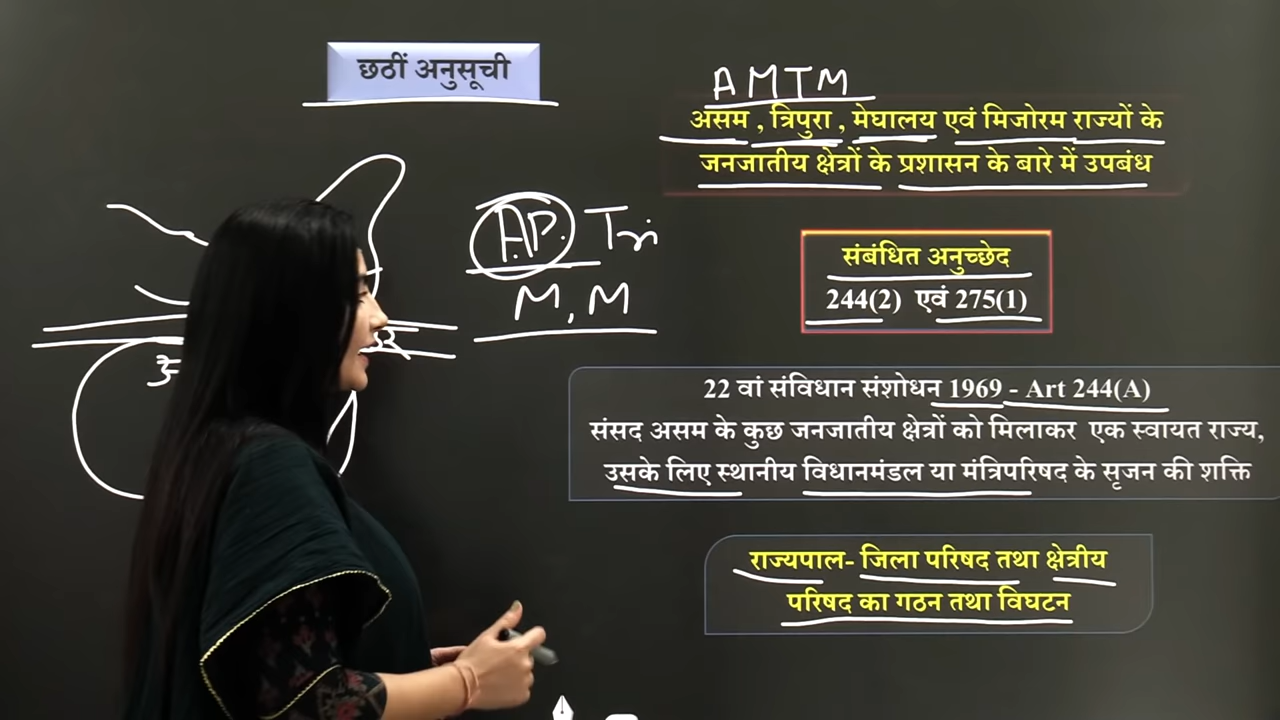 छठीं अनुसूची
A M T M
असम , त्रिपुरा , मेघालय एवं मिजोरम राज्यों के
जनजातीय क्षेत्रों के प्रशासन के बारे में उपबंध
A.P. Tri
M, M
संबंधित अनुच्छेद
244(2) एवं 275(1)
22 वां संविधान संशोधन 1969 - Art 244(A)
संसद असम के कुछ जनजातीय क्षेत्रों को मिलाकर एक स्वायत राज्य,
उसके लिए स्थानीय विधानमंडल या मंत्रिपरिषद के सृजन की शक्ति
राज्यपाल- जिला परिषद तथा क्षेत्रीय
परिषद का गठन तथा विघटन